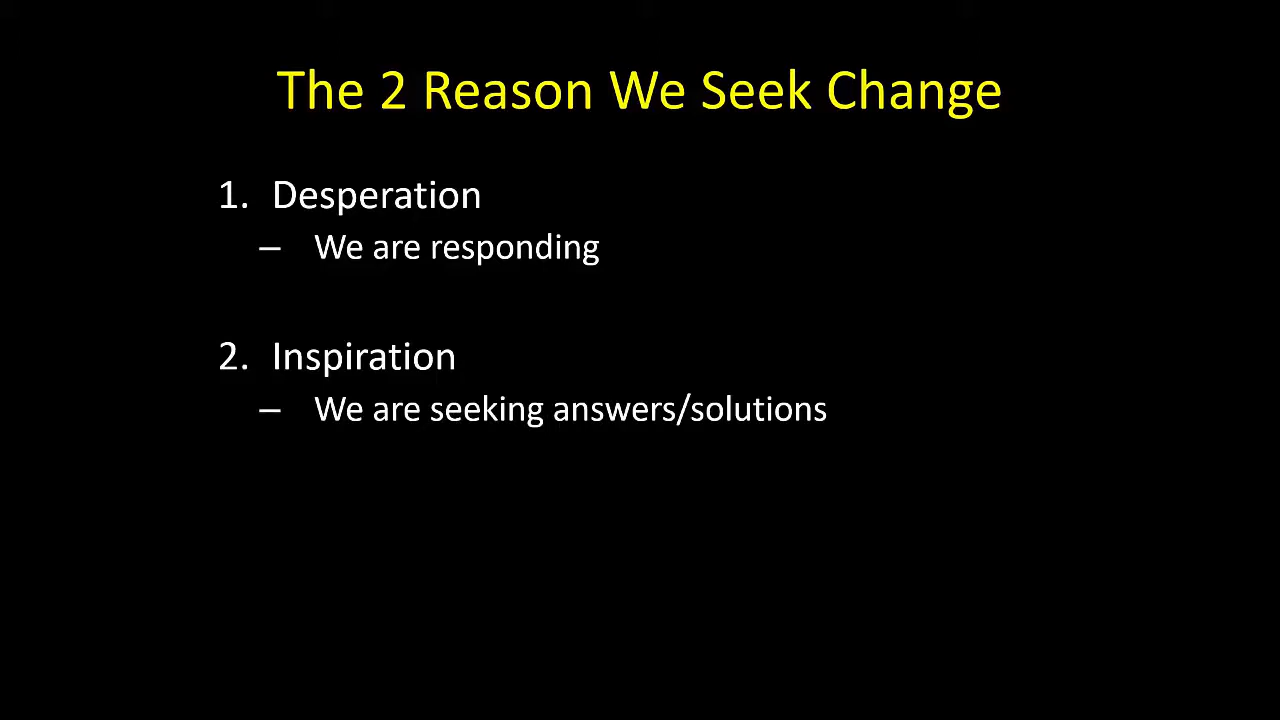 The 2 Reason We Seek Change
1. Desperation
– We are responding
2. Inspiration
– We are seeking answers/solutions